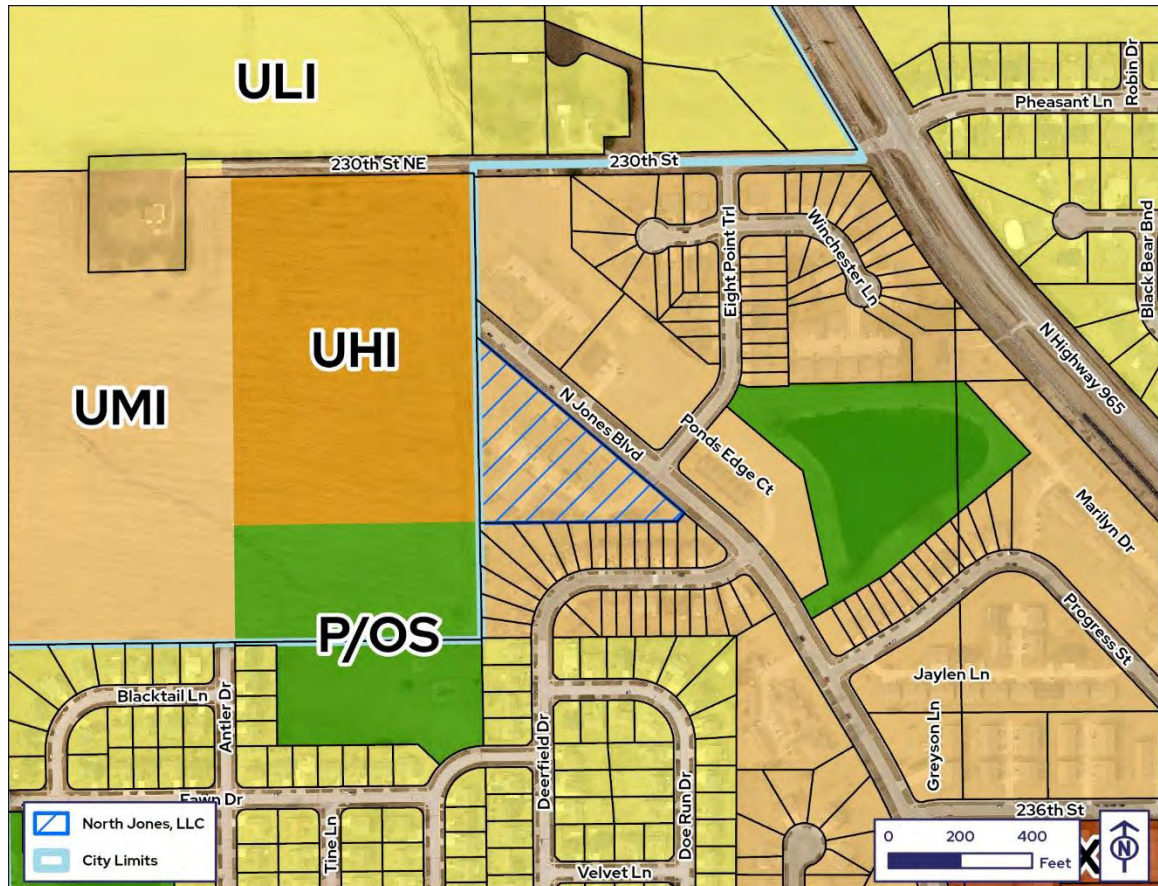 ULI
Robin Dr
Pheasant Ln
230th St NE
230th St
Eight Point Trl
Winchester Ln
Black Bear Bnd
N Highway 965
UHI
UMI
N Jones Blvd
Ponds Edge Ct
Marilyn Dr
Progress St
P/OS
Blacktail Ln
Antler Dr
Jaylen Ln
Greyson Ln
Deerfield Dr
Doe Run Dr
Fawn Dr
Tine Ln
236th St
Velvet Ln
North Jones, LLC
City Limits
0 200 400
Feet
N
X